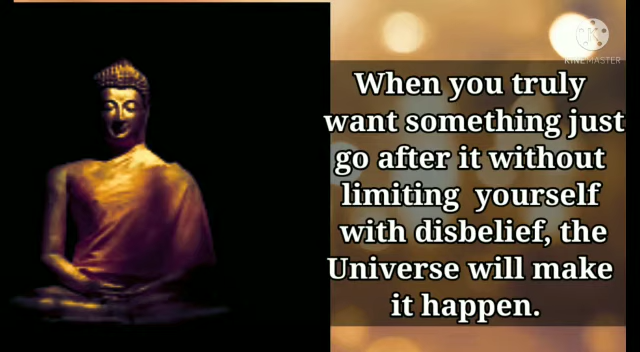 KINEMASTER
When you truly
want something just
go after it without
limiting  yourself
with disbelief, the
Universe will make
it happen.